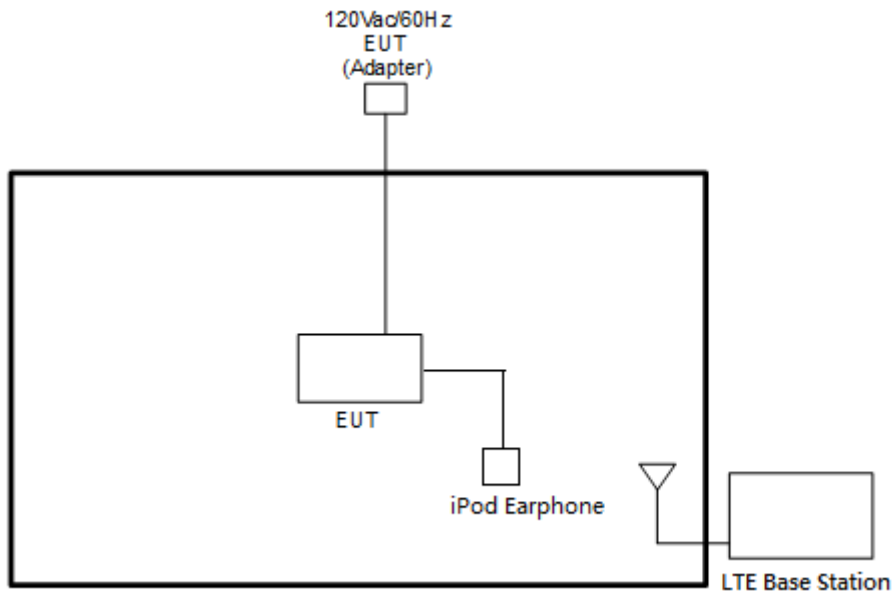 120Vac/60Hz
EUT
(Adapter)
EUT
iPod Earphone
LTE Base Station